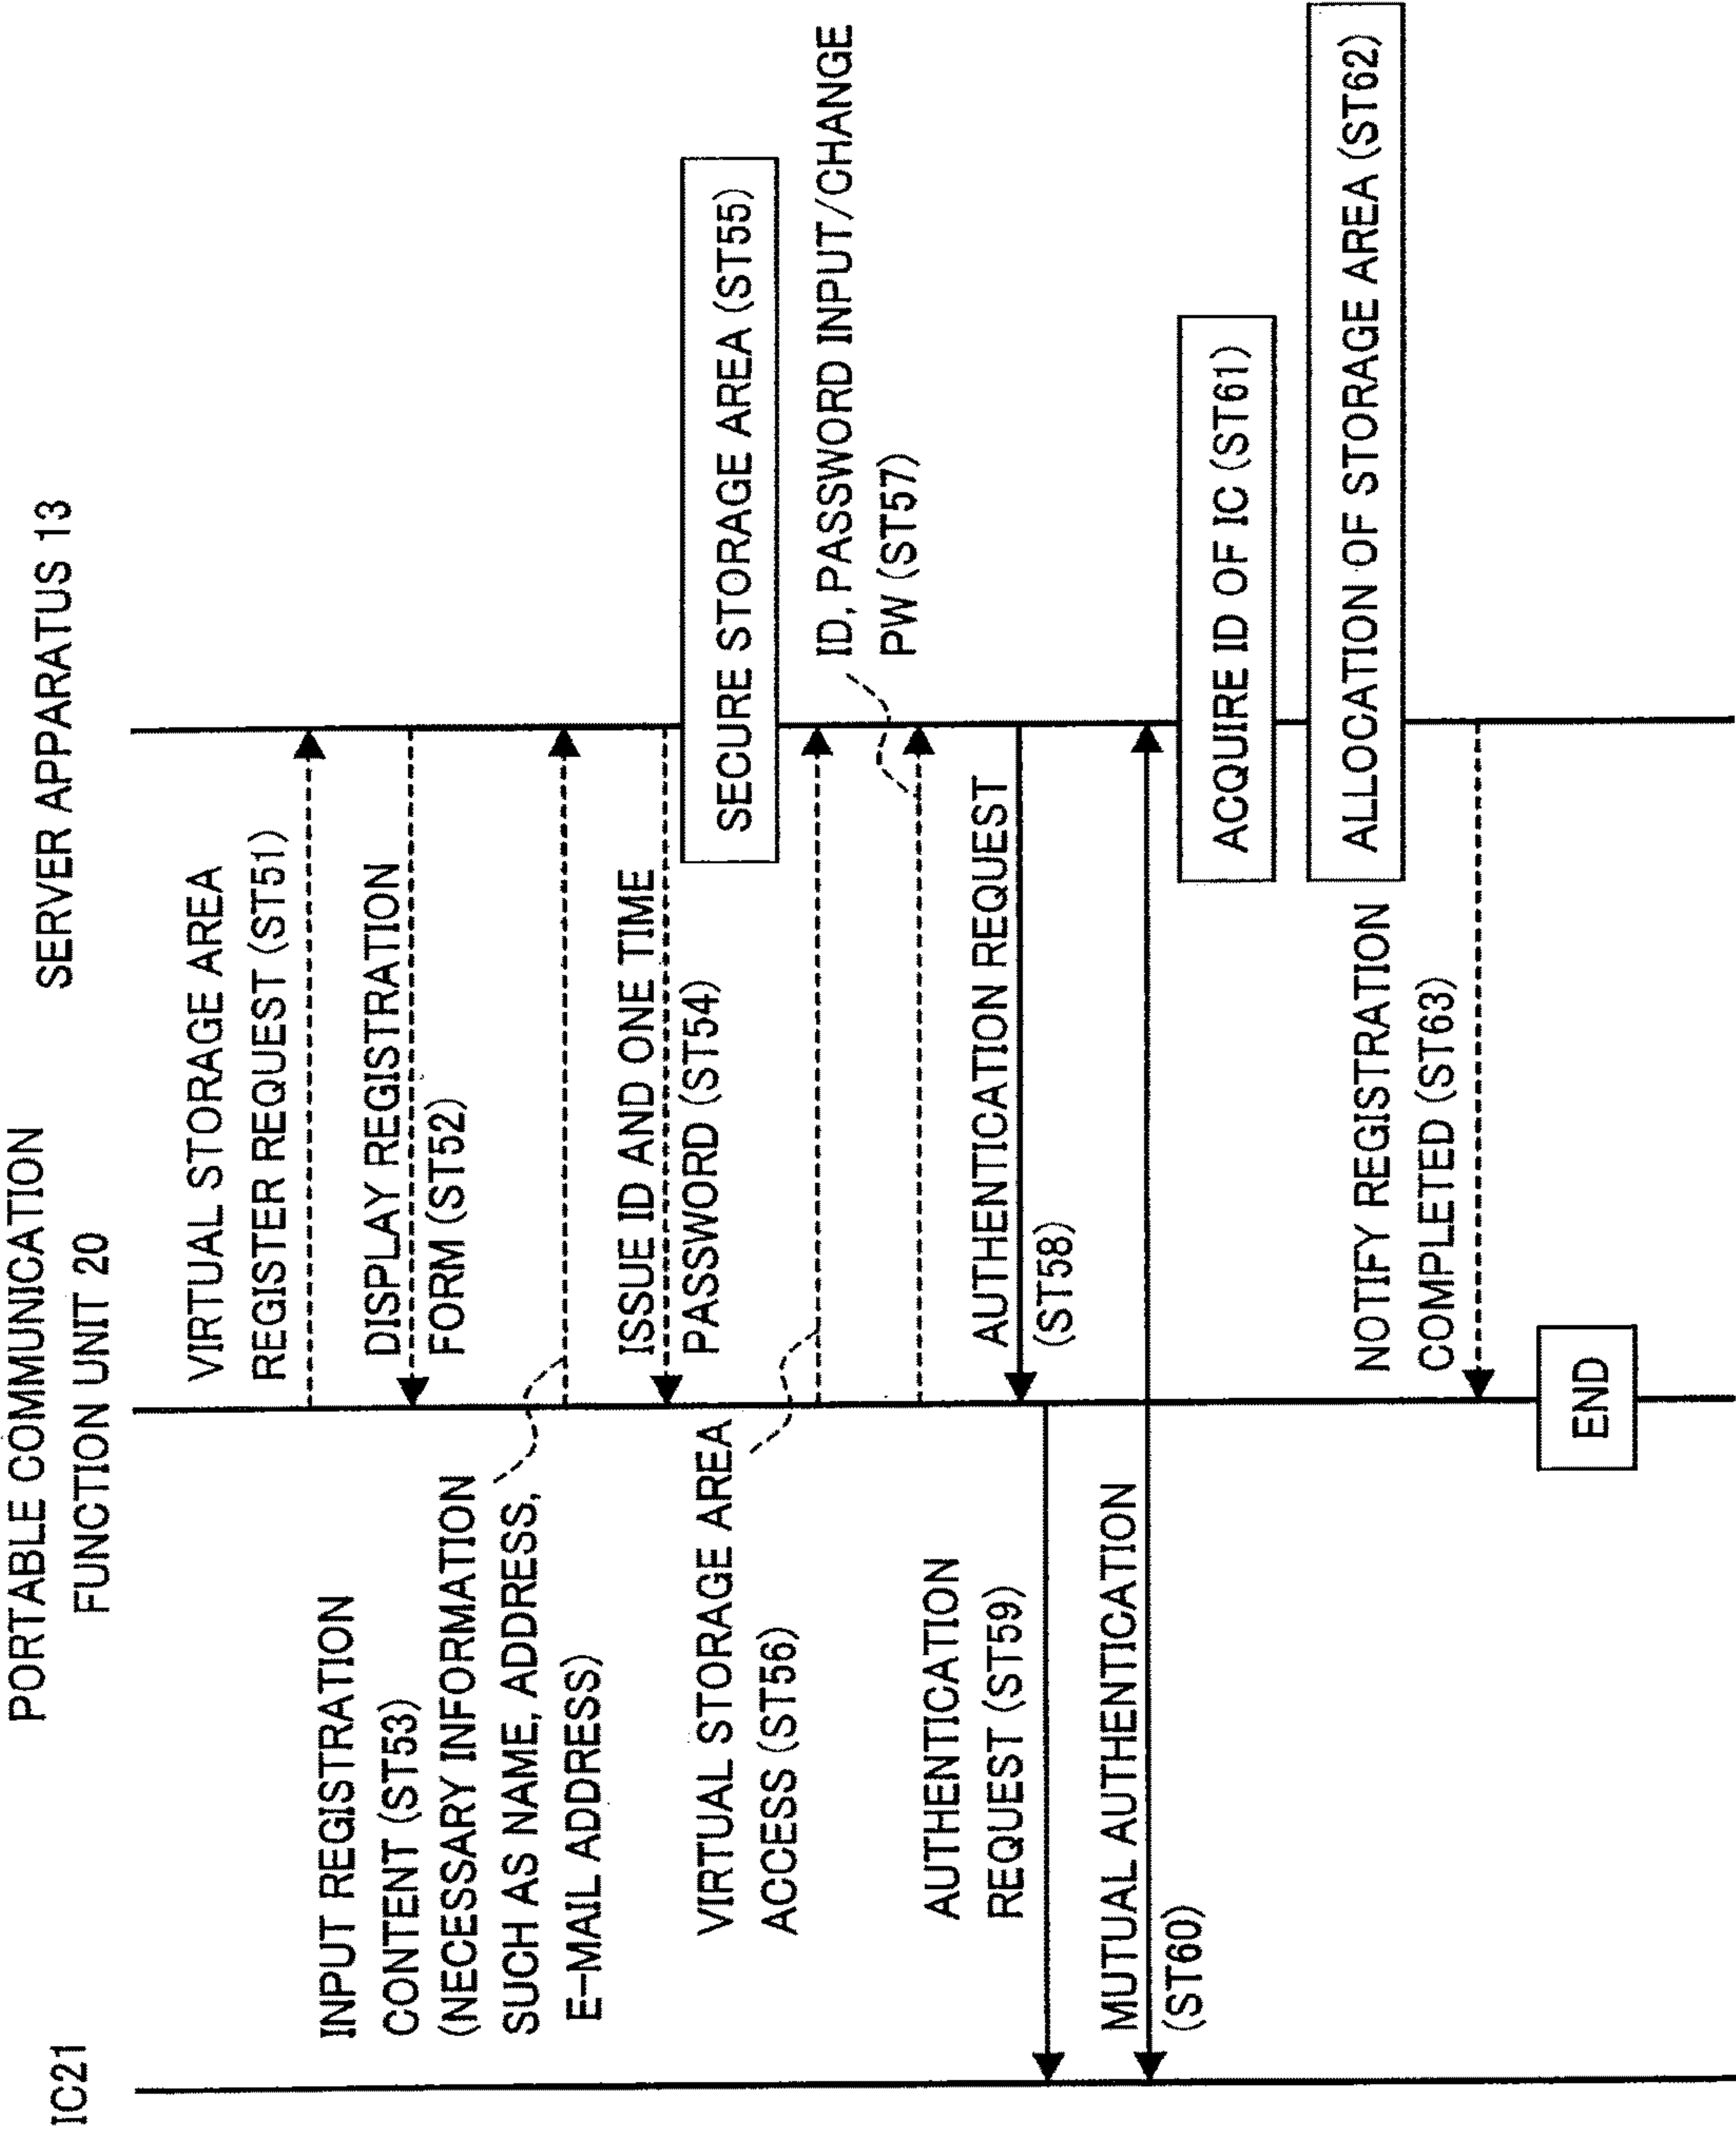 IC21
PORTABLE COMMUNICATION
FUNCTION UNIT 20
SERVER APPARATUS 13
VIRTUAL STORAGE AREA
REGISTER REQUEST (ST51)
DISPLAY REGISTRATION
FORM (ST52)
INPUT REGISTRATION
CONTENT (ST53)
(NECESSARY INFORMATION
SUCH AS NAME, ADDRESS,
E-MAIL ADDRESS)
ISSUE ID AND ONE TIME
PASSWORD (ST54)
SECURE STORAGE AREA (ST55)
VIRTUAL STORAGE AREA
ACCESS (ST56)
ID, PASSWORD INPUT/CHANGE
PW (ST57)
AUTHENTICATION REQUEST
(ST58)
AUTHENTICATION
REQUEST (ST59)
MUTUAL AUTHENTICATION
(ST60)
ACQUIRE ID OF IC (ST61)
ALLOCATION OF STORAGE AREA (ST62)
NOTIFY REGISTRATION
COMPLETED (ST63)
END